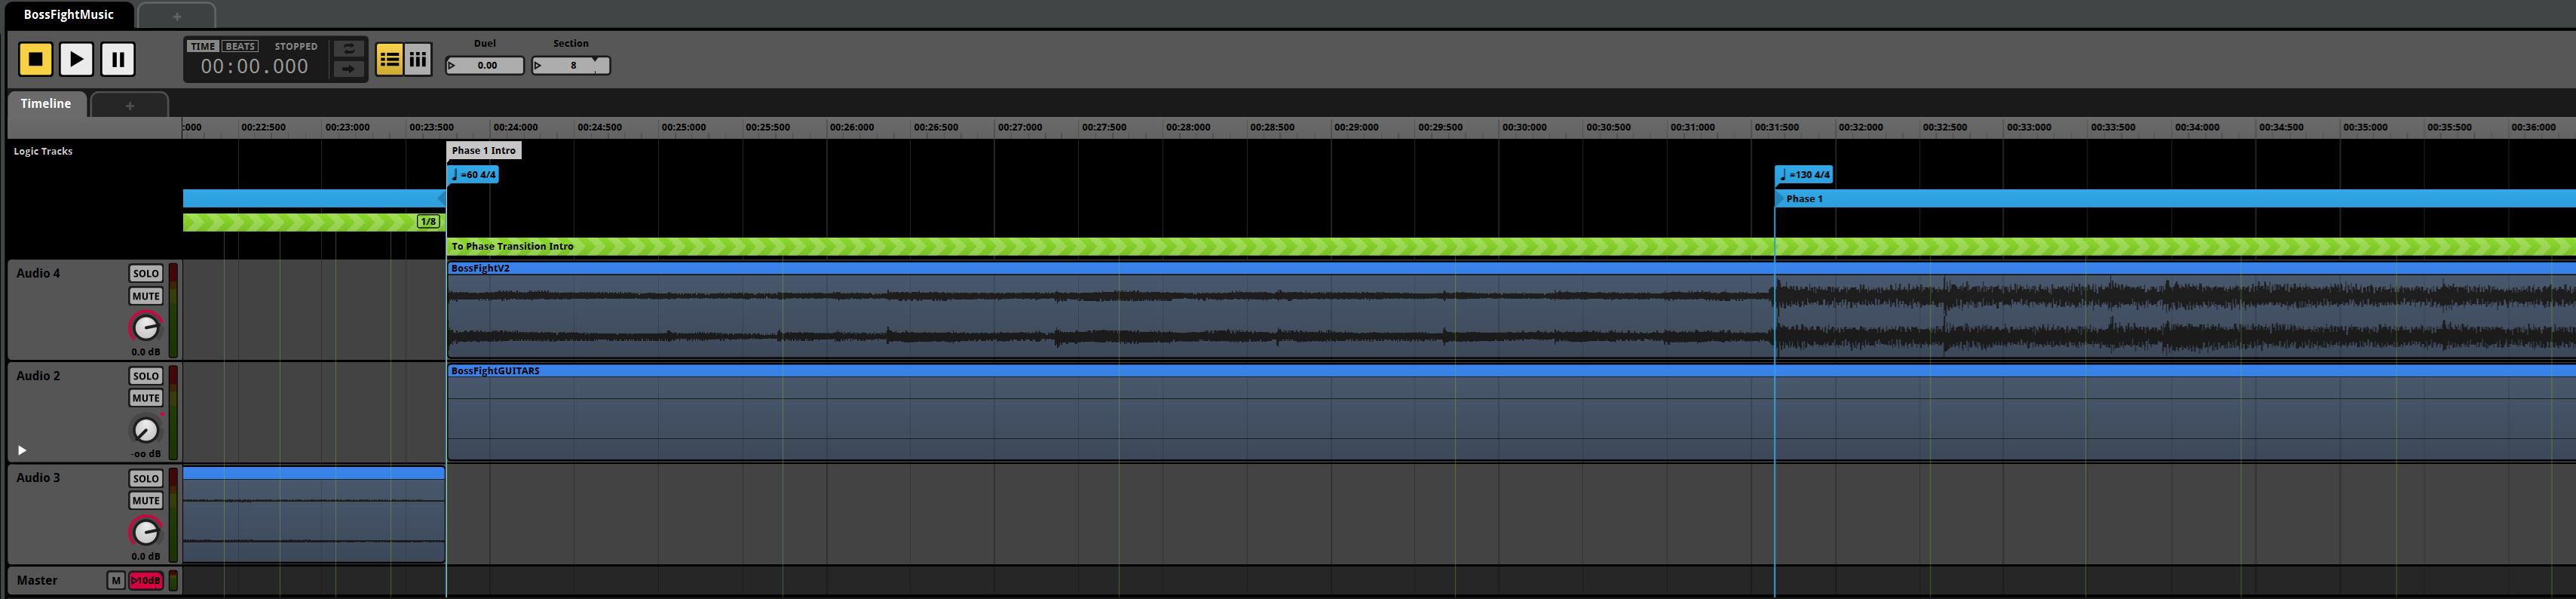 BossFightMusic +
TIME BEATS STOPPED
00:00.000
Duel
0.00
Section
8
Timeline +
:000 00:22:500 00:23:000 00:23:500 00:24:000 00:24:500 00:25:000 00:25:500 00:26:000 00:26:500 00:27:000 00:27:500 00:28:000 00:28:500 00:29:000 00:29:500 00:30:000 00:30:500 00:31:000 00:31:500 00:32:000 00:32:500 00:33:000 00:33:500 00:34:000 00:34:500 00:35:000 00:35:500 00:36:000
Logic Tracks
Phase 1 Intro
♩=60 4/4
♩=130 4/4
Phase 1
1/8
To Phase Transition Intro
Audio 4
SOLO
MUTE
0.0 dB
BossFightV2
Audio 2
SOLO
MUTE
-oo dB
BossFightGUITARS
Audio 3
SOLO
MUTE
0.0 dB
Master M 10dB